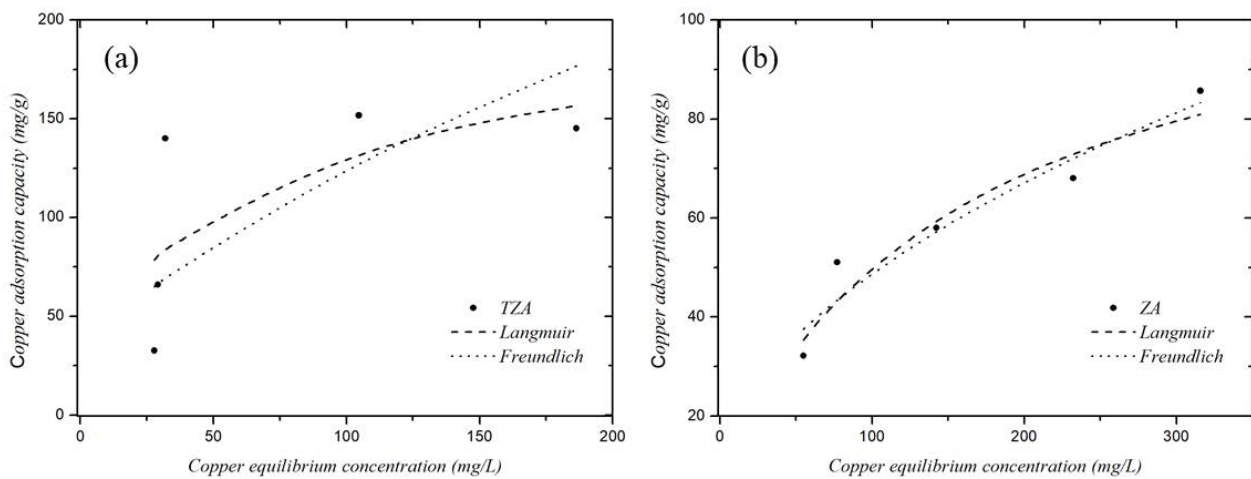 (a)
Copper adsorption capacity (mg/g)
200
150
100
50
0
TZA
Langmuir
Freundlich
0 50 100 150 200
Copper equilibrium concentration (mg/L)
(b)
Copper adsorption capacity (mg/g)
100
80
60
40
20
ZA
Langmuir
Freundlich
0 100 200 300
Copper equilibrium concentration (mg/L)